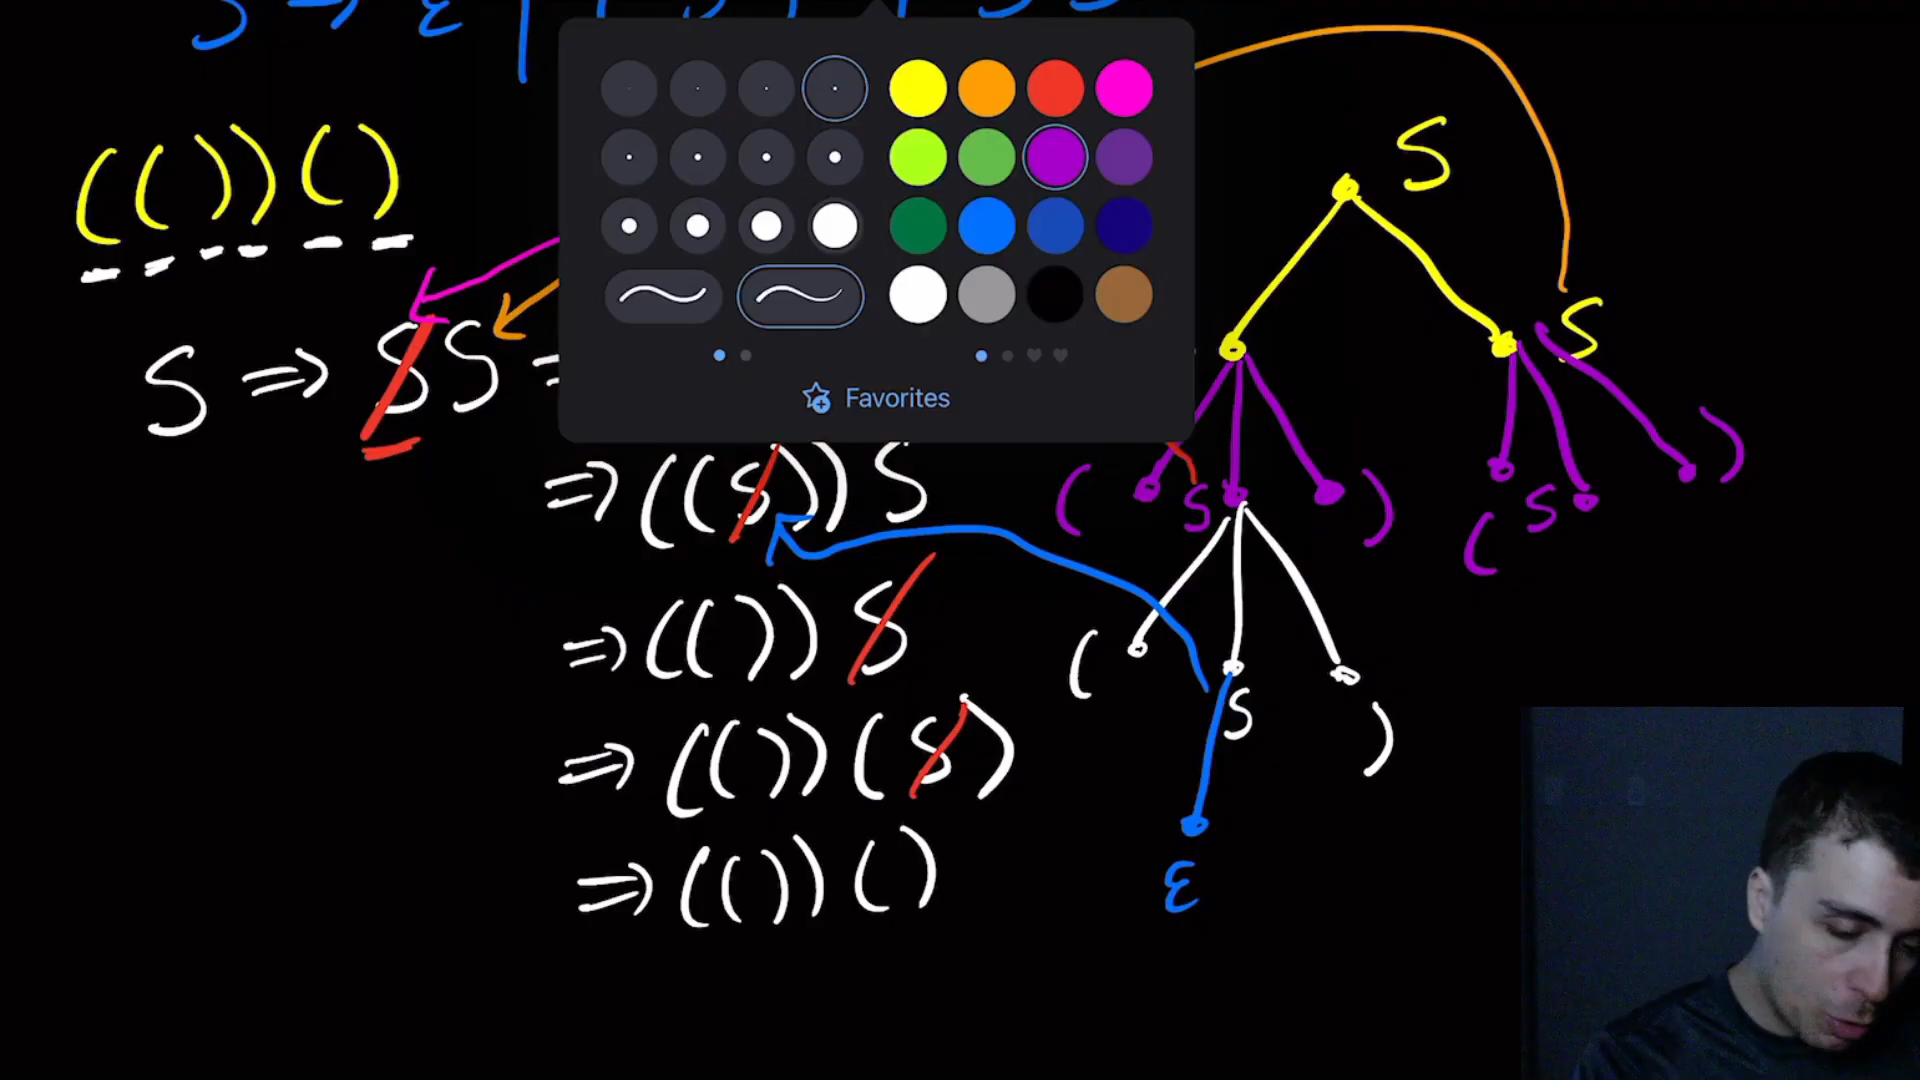 S → ε |
(())()
S
S
S ⇒ SS =
Favorites
⇒ ((S))S
( S )
( S )
⇒ (())S
( S )
⇒ (())(S)
⇒ (())()
ε